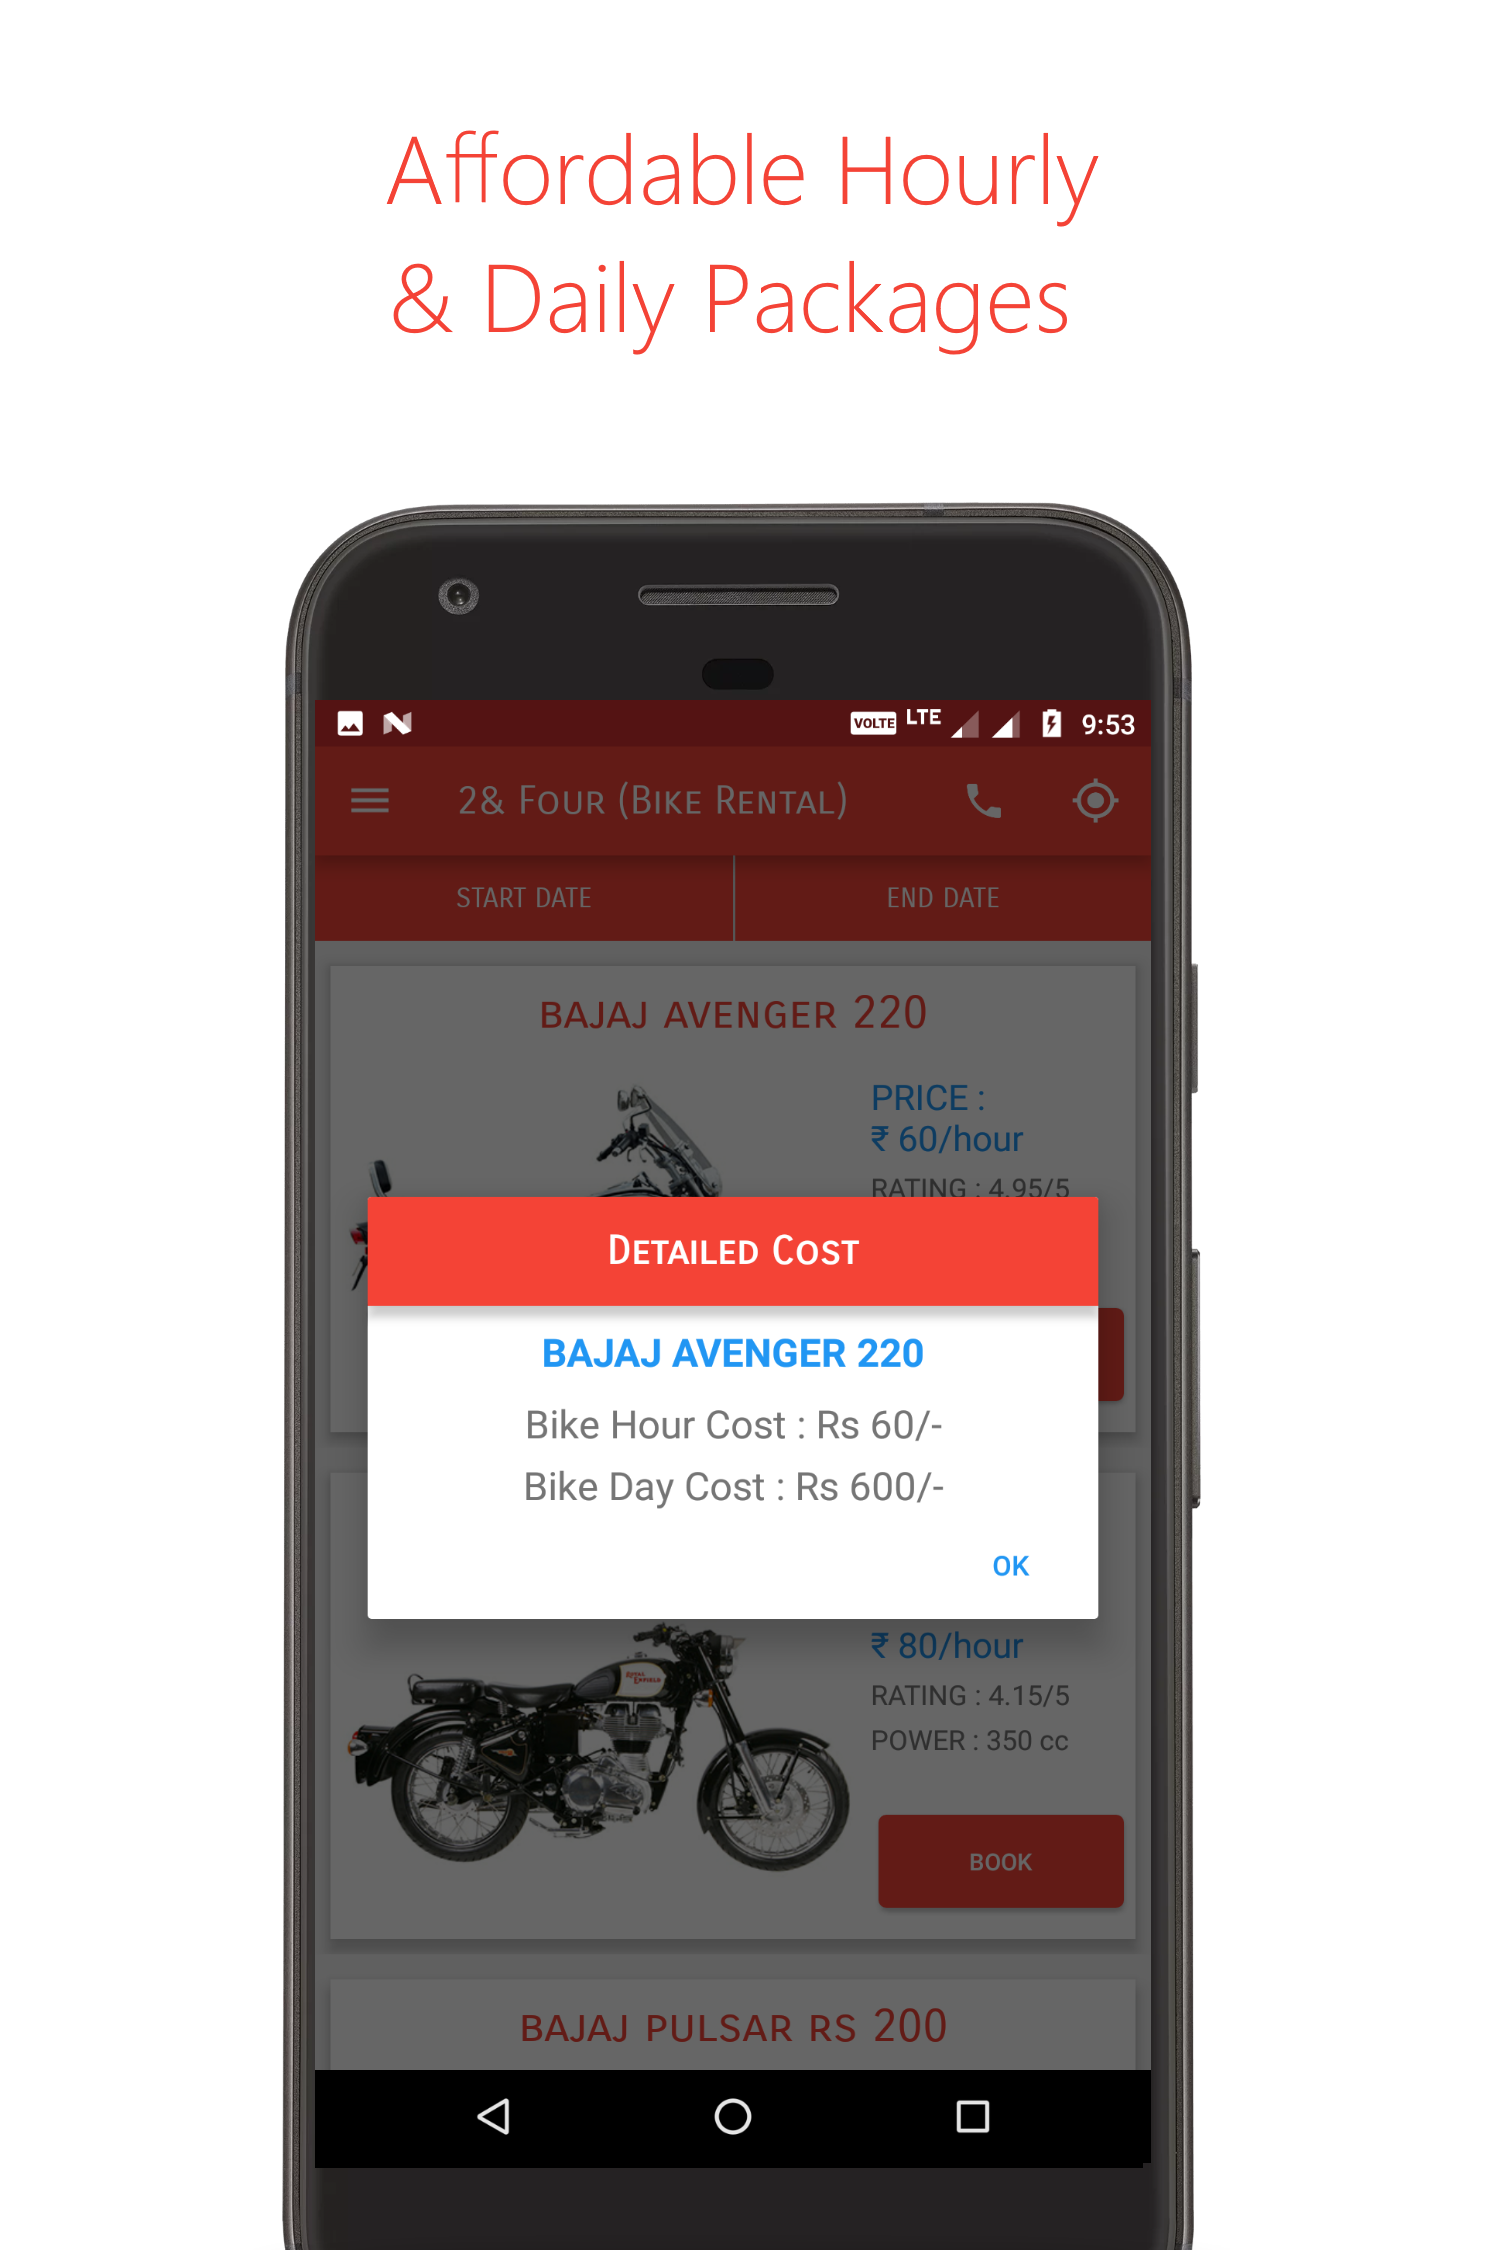 Affordable Hourly
& Daily Packages
VOLTE LTE 9:53
2& Four (Bike Rental)
START DATE
END DATE
BAJAJ AVENGER 220
PRICE :
₹ 60/hour
RATING : 4.95/5
Detailed Cost
BAJAJ AVENGER 220
Bike Hour Cost : Rs 60/-
Bike Day Cost : Rs 600/-
OK
₹ 80/hour
ROYAL ENFIELD
RATING : 4.15/5
POWER : 350 cc
BOOK
BAJAJ PULSAR RS 200